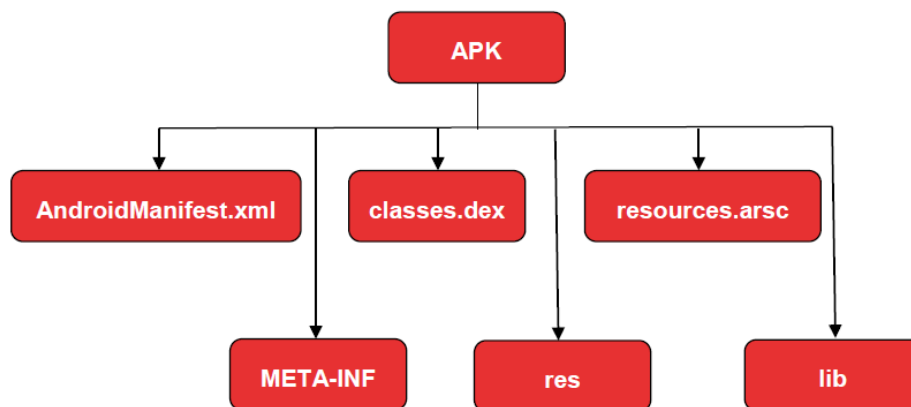 APK
AndroidManifest.xml
classes.dex
resources.arsc
META-INF
res
lib